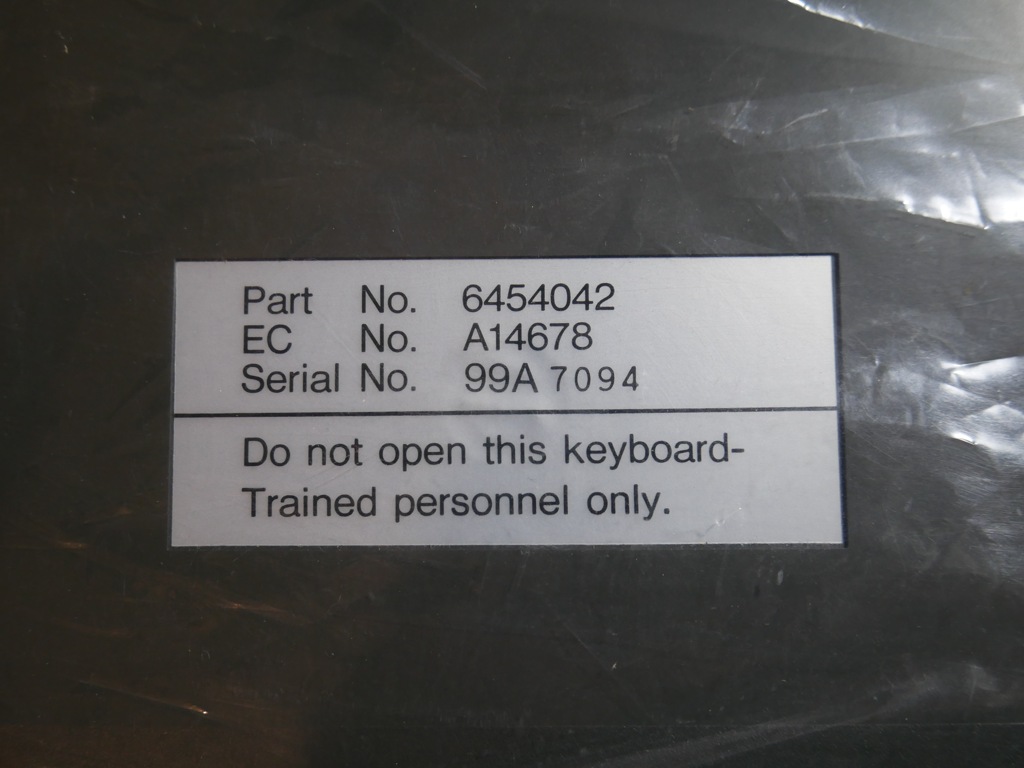 Part No. 6454042
EC No. A14678
Serial No. 99A 7094
Do not open this keyboard-
Trained personnel only.